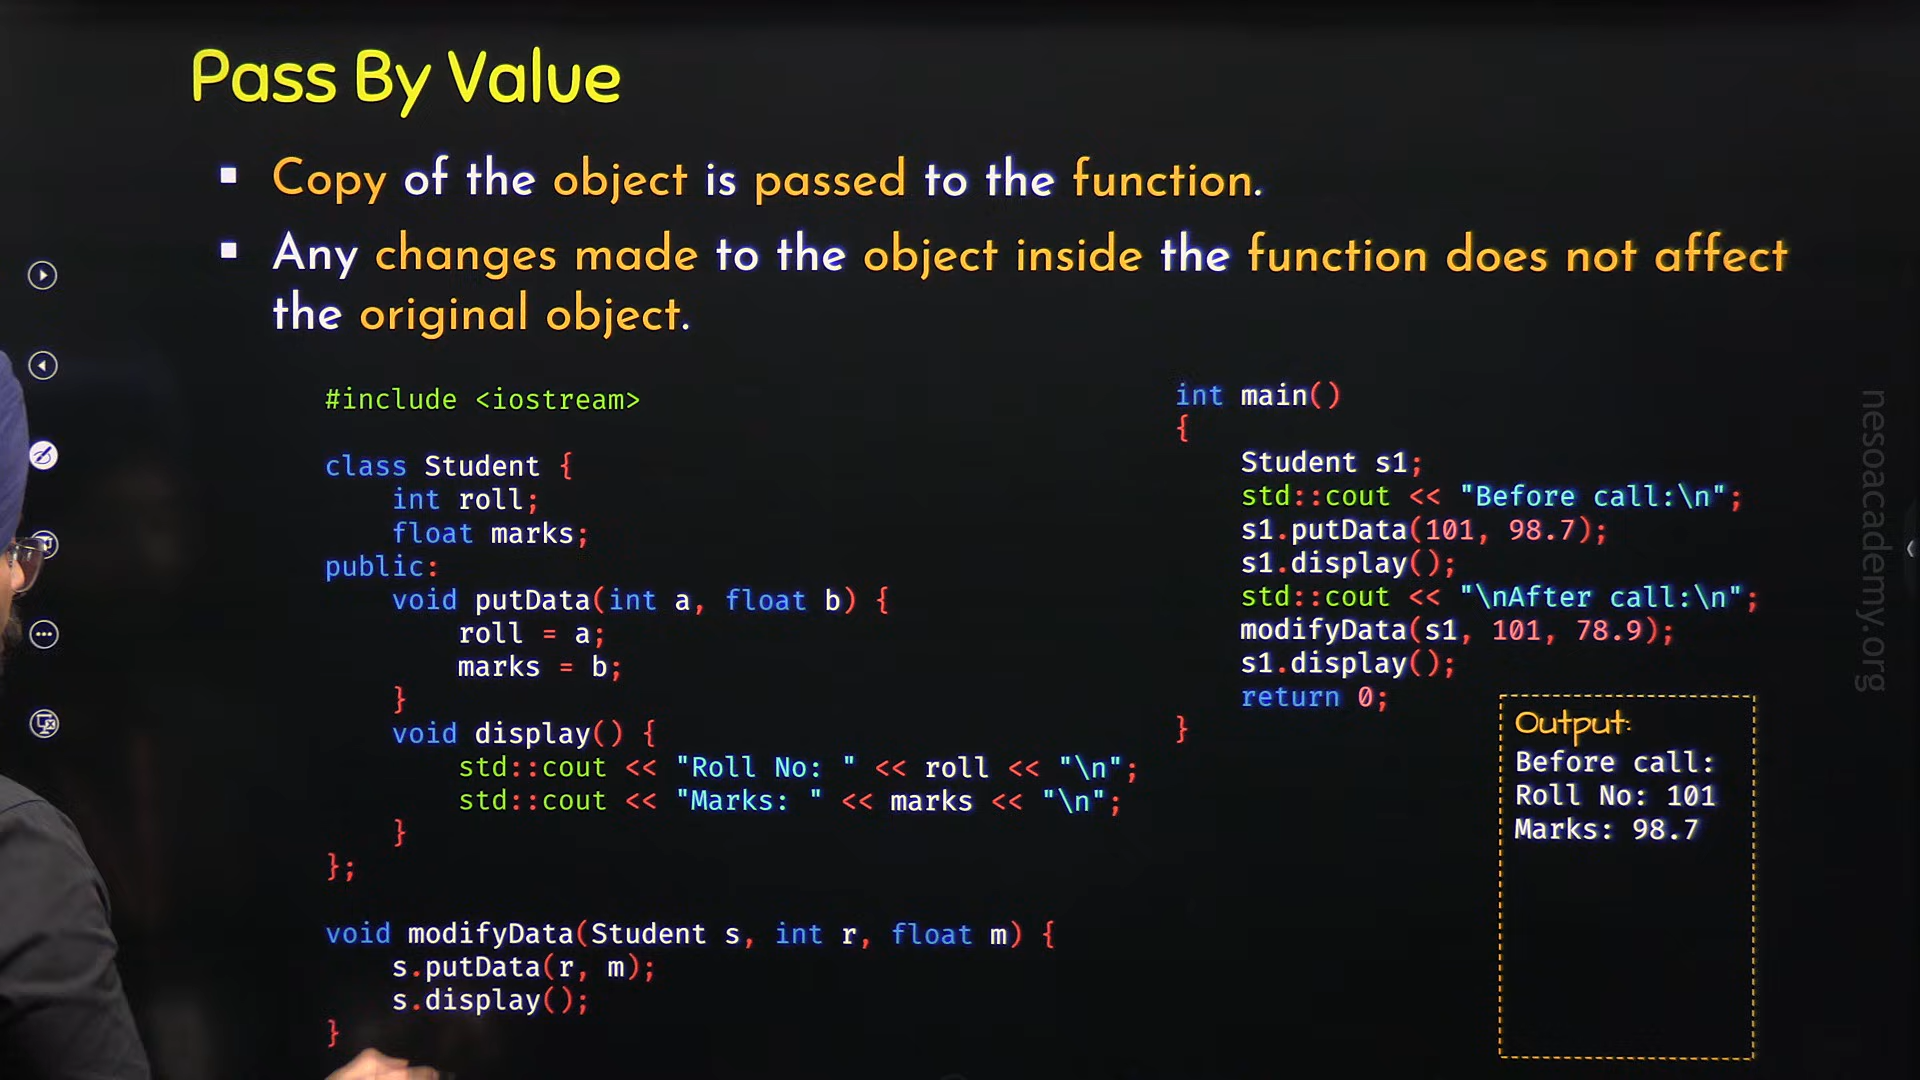 Pass By Value
▪ Copy of the object is passed to the function.
▪ Any changes made to the object inside the function does not affect
the original object.
#include <iostream>
class Student {
    int roll;
    float marks;
public:
    void putData(int a, float b) {
        roll = a;
        marks = b;
    }
    void display() {
        std::cout << "Roll No: " << roll << "\n";
        std::cout << "Marks: " << marks << "\n";
    }
};
void modifyData(Student s, int r, float m) {
    s.putData(r, m);
    s.display();
}
int main()
{
    Student s1;
    std::cout << "Before call:\n";
    s1.putData(101, 98.7);
    s1.display();
    std::cout << "\nAfter call:\n";
    modifyData(s1, 101, 78.9);
    s1.display();
    return 0;
}
Output:
Before call:
Roll No: 101
Marks: 98.7
nesoacademy.org